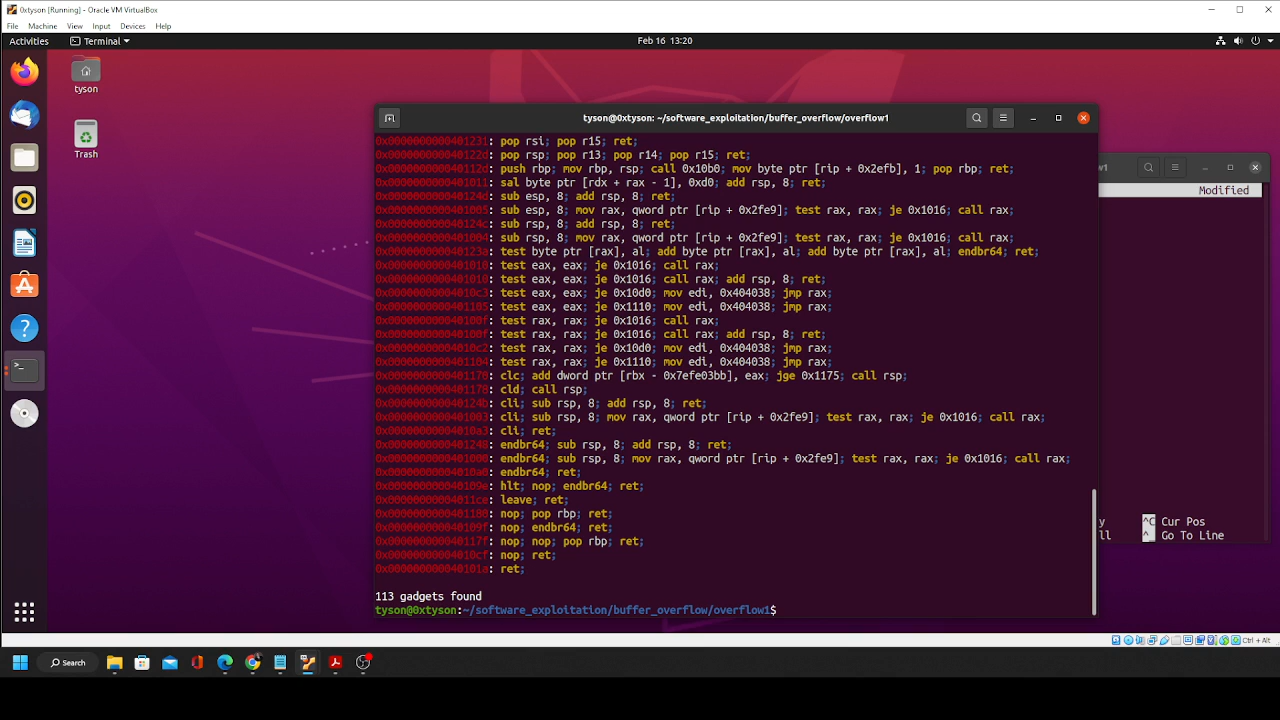 0xtyson [Running] - Oracle VM VirtualBox
File Machine View Input Devices Help
Activities Terminal Feb 16 13:20
tyson
Trash
tyson@0xtyson: ~/software_exploitation/buffer_overflow/overflow1
0x0000000000401231: pop rsi; pop r15; ret;
0x000000000040122d: pop rsp; pop r13; pop r14; pop r15; ret;
0x000000000040112d: push rbp; mov rbp, rsp; call 0x10b0; mov byte ptr [rip + 0x2efb], 1; pop rbp; ret;
0x0000000000401011: sal byte ptr [rdx + rax - 1], 0xd0; add rsp, 8; ret;
0x000000000040124d: sub esp, 8; add rsp, 8; ret;
0x0000000000401005: sub esp, 8; mov rax, qword ptr [rip + 0x2fe9]; test rax, rax; je 0x1016; call rax;
0x000000000040124c: sub rsp, 8; add rsp, 8; ret;
0x0000000000401004: sub rsp, 8; mov rax, qword ptr [rip + 0x2fe9]; test rax, rax; je 0x1016; call rax;
0x000000000040123a: test byte ptr [rax], al; add byte ptr [rax], al; add byte ptr [rax], al; endbr64; ret;
0x0000000000401010: test eax, eax; je 0x1016; call rax;
0x0000000000401010: test eax, eax; je 0x1016; call rax; add rsp, 8; ret;
0x00000000004010c3: test eax, eax; je 0x10d0; mov edi, 0x404038; jmp rax;
0x0000000000401105: test eax, eax; je 0x1110; mov edi, 0x404038; jmp rax;
0x000000000040100f: test rax, rax; je 0x1016; call rax;
0x000000000040100f: test rax, rax; je 0x1016; call rax; add rsp, 8; ret;
0x00000000004010c2: test rax, rax; je 0x10d0; mov edi, 0x404038; jmp rax;
0x0000000000401104: test rax, rax; je 0x1110; mov edi, 0x404038; jmp rax;
0x0000000000401170: clc; add dword ptr [rbx - 0x7efe03bb], eax; jge 0x1175; call rsp;
0x0000000000401178: cld; call rsp;
0x000000000040124b: cli; sub rsp, 8; add rsp, 8; ret;
0x0000000000401003: cli; sub rsp, 8; mov rax, qword ptr [rip + 0x2fe9]; test rax, rax; je 0x1016; call rax;
0x00000000004010a3: cli; ret;
0x0000000000401248: endbr64; sub rsp, 8; add rsp, 8; ret;
0x0000000000401000: endbr64; sub rsp, 8; mov rax, qword ptr [rip + 0x2fe9]; test rax, rax; je 0x1016; call rax;
0x00000000004010a0: endbr64; ret;
0x000000000040109e: hlt; nop; endbr64; ret;
0x00000000004011ce: leave; ret;
0x0000000000401180: nop; pop rbp; ret;
0x000000000040109f: nop; endbr64; ret;
0x000000000040117f: nop; nop; pop rbp; ret;
0x00000000004010cf: nop; ret;
0x000000000040101a: ret;
113 gadgets found
tyson@0xtyson:~/software_exploitation/buffer_overflow/overflow1$
w1
Modified
y ^C Cur Pos
ll ^_ Go To Line
Ctrl + Alt
Search